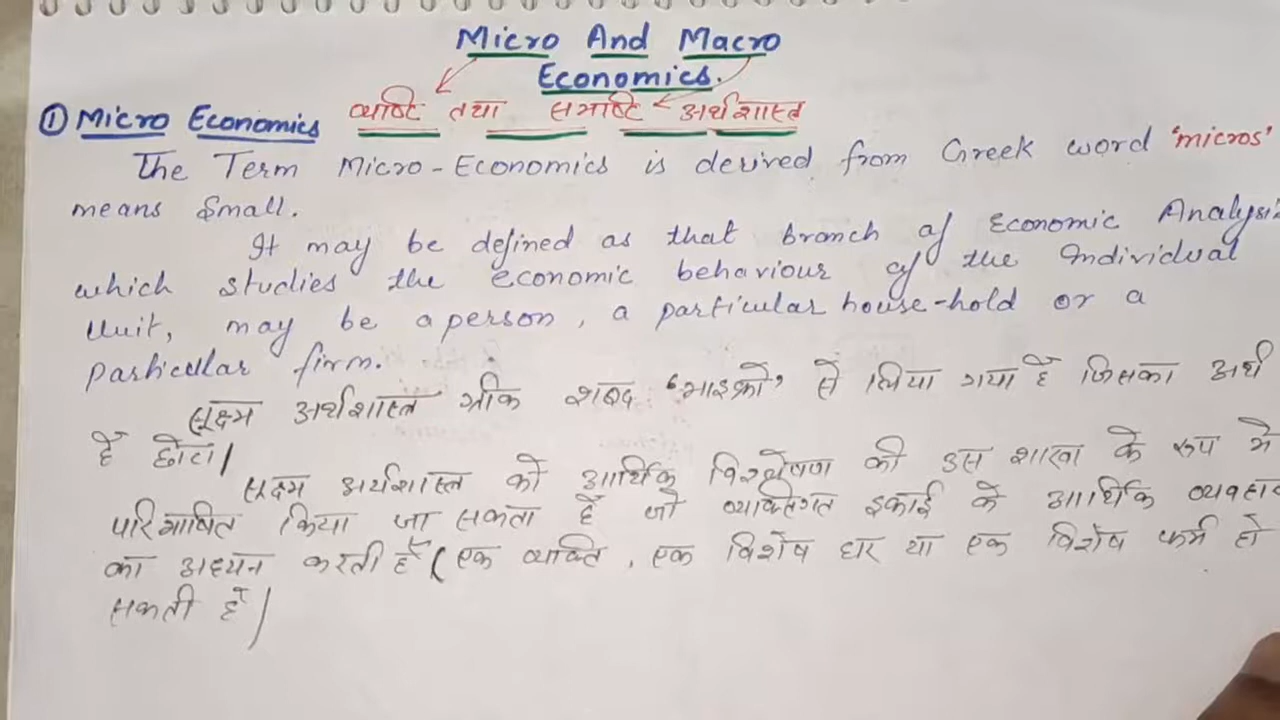 Micro And Macro
Economics.
व्यष्टि तथा समष्टि अर्थशास्त्र
① Micro Economics
The Term Micro-Economics is derived from Greek word 'micros'
means Small.
It may be defined as that branch of Economic Analysis
which studies the economic behaviour of the Individual
Unit, may be a person, a particular house-hold or a
particular firm.
सूक्ष्म अर्थशास्त्र ग्रीक शब्द 'माइक्रो' से लिया गया है जिसका अर्थ
है छोटा।
सूक्ष्म अर्थशास्त्र को आर्थिक विश्लेषण की उस शाखा के रूप मे
परिभाषित किया जा सकता है जो व्यक्तिगत इकाई के आर्थिक व्यवहार
का अध्यन करती है (एक व्यक्ति, एक विशेष घर या एक विशेष फर्म हो
सकती है।